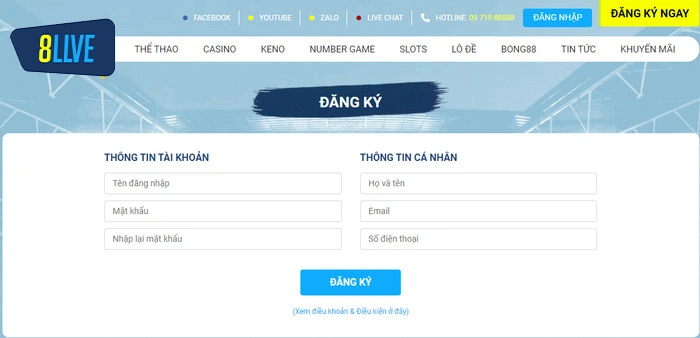 FACEBOOK YOUTUBE ZALO LIVE CHAT HOTLINE 09.719.88888 ĐĂNG NHẬP ĐĂNG KÝ NGAY
8LIVE
THỂ THAO CASINO KENO NUMBER GAME SLOTS LÔ ĐỀ BONG88 TIN TỨC KHUYẾN MÃI
ĐĂNG KÝ
THÔNG TIN TÀI KHOẢN
Tên đăng nhập
Mật khẩu
Nhập lại mật khẩu
THÔNG TIN CÁ NHÂN
Họ và tên
Email
Số điện thoại
ĐĂNG KÝ
(Xem điều khoản & Điều kiện ở đây)